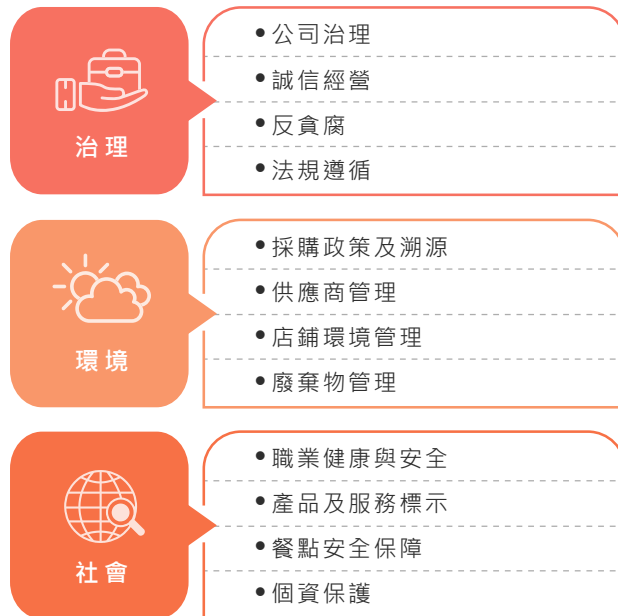 治理
•公司治理
•誠信經營
•反貪腐
•法規遵循
環境
•採購政策及溯源
•供應商管理
•店鋪環境管理
•廢棄物管理
社會
•職業健康與安全
•產品及服務標示
•餐點安全保障
•個資保護